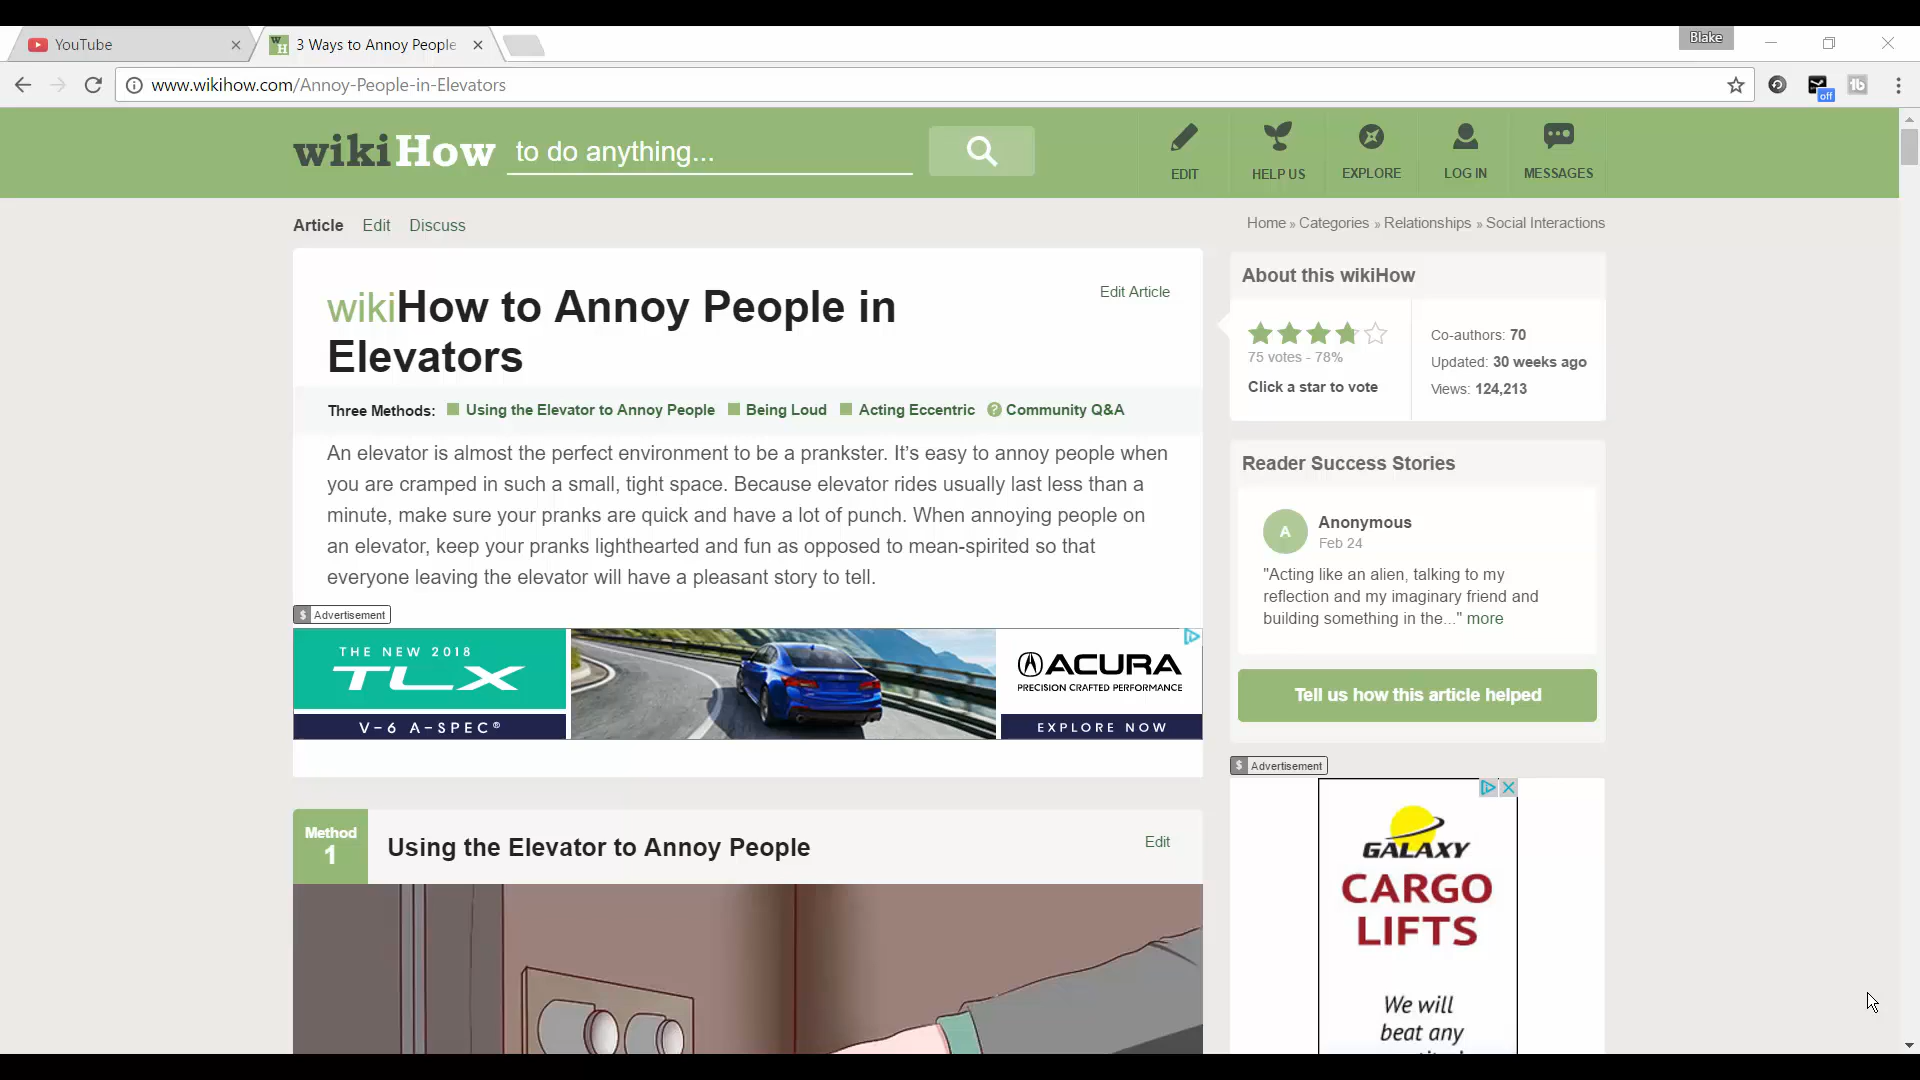 YouTube
3 Ways to Annoy People
Blake
www.wikihow.com/Annoy-People-in-Elevators
off
tb
wikiHow to do anything...
EDIT
HELP US
EXPLORE
LOG IN
MESSAGES
Article Edit Discuss
Home » Categories » Relationships » Social Interactions
wikiHow to Annoy People in
Elevators
Edit Article
Three Methods: Using the Elevator to Annoy People Being Loud Acting Eccentric ? Community Q&A
An elevator is almost the perfect environment to be a prankster. It’s easy to annoy people when
you are cramped in such a small, tight space. Because elevator rides usually last less than a
minute, make sure your pranks are quick and have a lot of punch. When annoying people on
an elevator, keep your pranks lighthearted and fun as opposed to mean-spirited so that
everyone leaving the elevator will have a pleasant story to tell.
$ Advertisement
THE NEW 2018
TLX
V-6 A-SPEC®
ACURA
PRECISION CRAFTED PERFORMANCE
EXPLORE NOW
Method
1
Using the Elevator to Annoy People
Edit
About this wikiHow
75 votes - 78%
Click a star to vote
Co-authors: 70
Updated: 30 weeks ago
Views: 124,213
Reader Success Stories
A
Anonymous
Feb 24
"Acting like an alien, talking to my
reflection and my imaginary friend and
building something in the..." more
Tell us how this article helped
$ Advertisement
GALAXY
CARGO
LIFTS
We will
beat any